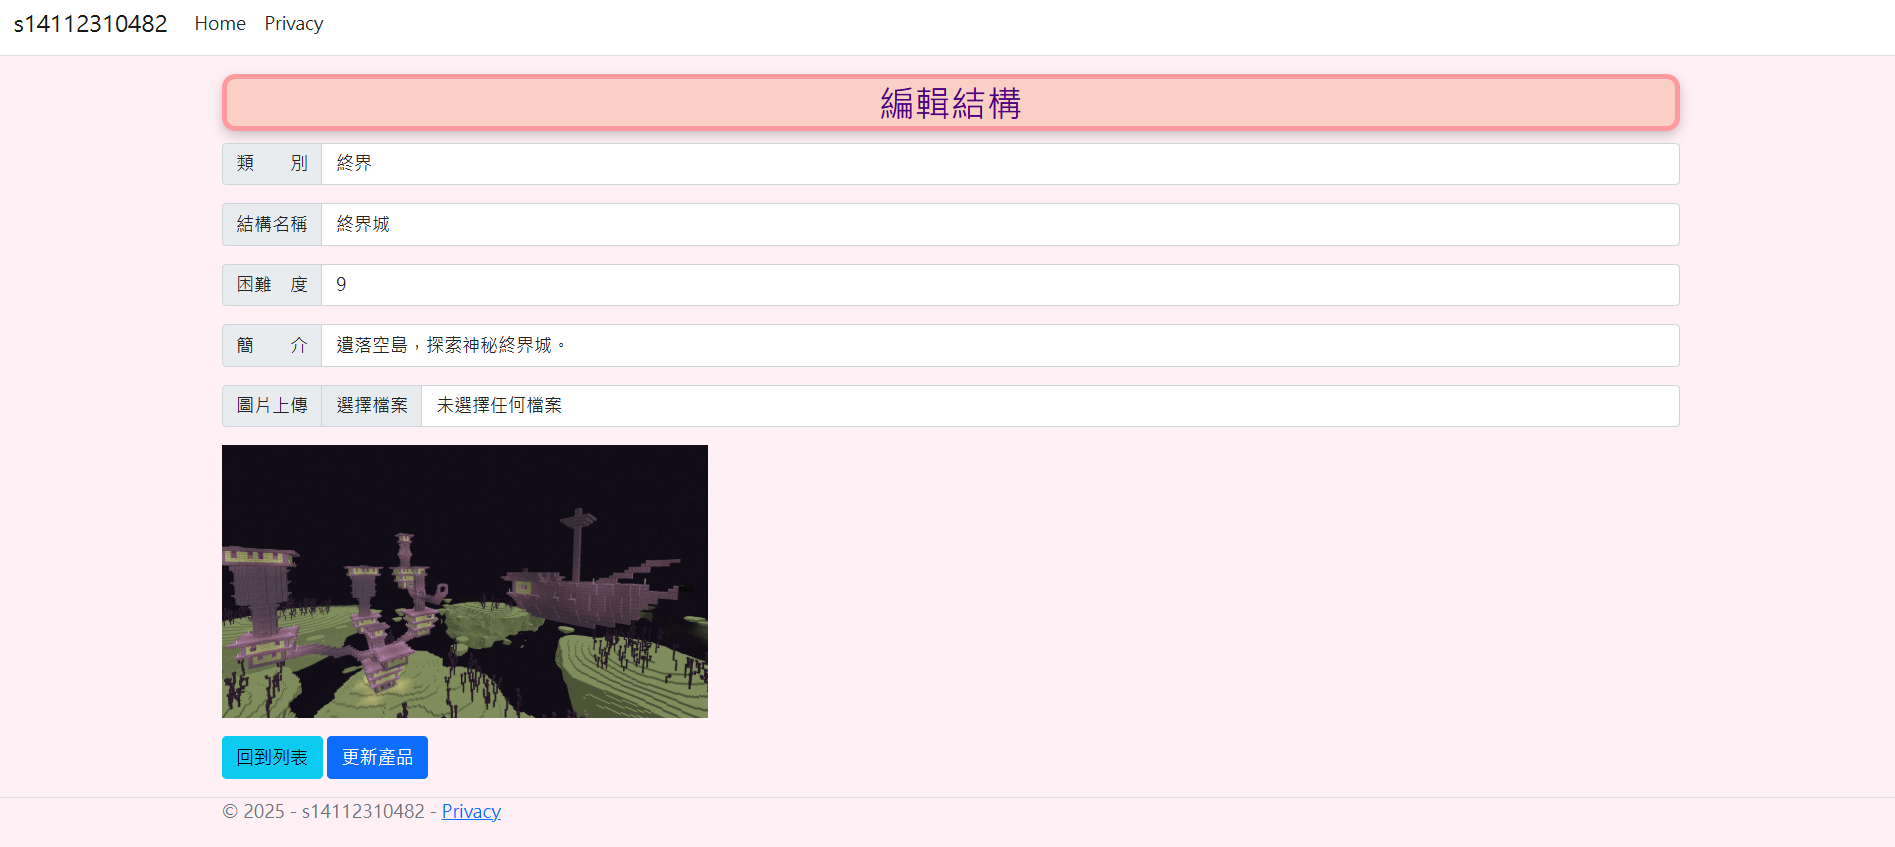 s14112310482 Home Privacy
編輯結構
類　　別 終界
結構名稱 終界城
困難　度 9
簡　　介 遺落空島，探索神秘終界城。
圖片上傳 選擇檔案 未選擇任何檔案
回到列表 更新產品
© 2025 - s14112310482 - Privacy